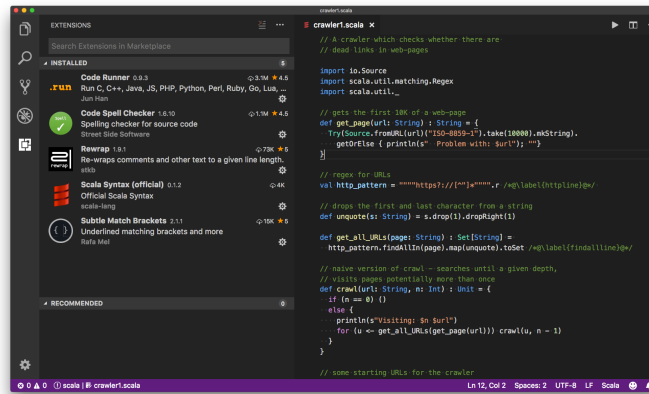 crawler1.scala
EXTENSIONS
Search Extensions in Marketplace
INSTALLED 5
.run
Code Runner 0.9.3 3.1M ★ 4.5
Run C, C++, Java, JS, PHP, Python, Perl, Ruby, Go, Lua, ...
Jun Han
Code Spell Checker 1.6.10 1.1M ★ 4.5
Spelling checker for source code
Street Side Software
rewrap
Rewrap 1.9.1 73K ★ 5
Re-wraps comments and other text to a given line length.
stkb
Scala Syntax (official) 0.1.2 4K
Official Scala Syntax
scala-lang
{ }
Subtle Match Brackets 2.1.1 15K ★ 5
Underlined matching brackets and more
Rafa Mel
RECOMMENDED 0
crawler1.scala ×
// A crawler which checks whether there are
// dead links in web-pages
import io.Source
import scala.util.matching.Regex
import scala.util._
// gets the first 10K of a web-page
def get_page(url: String) : String = {
Try(Source.fromURL(url)("ISO-8859-1").take(10000).mkString).
getOrElse { println(s" Problem with: $url"); ""}
}
// regex for URLs
val http_pattern = """"https?://[^"]*"""".r /*@\label{httpline}@*/
// drops the first and last character from a string
def unquote(s: String) = s.drop(1).dropRight(1)
def get_all_URLs(page: String) : Set[String] =
http_pattern.findAllIn(page).map(unquote).toSet /*@\label{findallline}@*/
// naive version of crawl - searches until a given depth,
// visits pages potentially more than once
def crawl(url: String, n: Int) : Unit = {
if (n == 0) ()
else {
println(s"Visiting: $n $url")
for (u <- get_all_URLs(get_page(url))) crawl(u, n - 1)
}
}
// some starting URLs for the crawler
0 0 scala | crawler1.scala Ln 12, Col 2 Spaces: 2 UTF-8 LF Scala